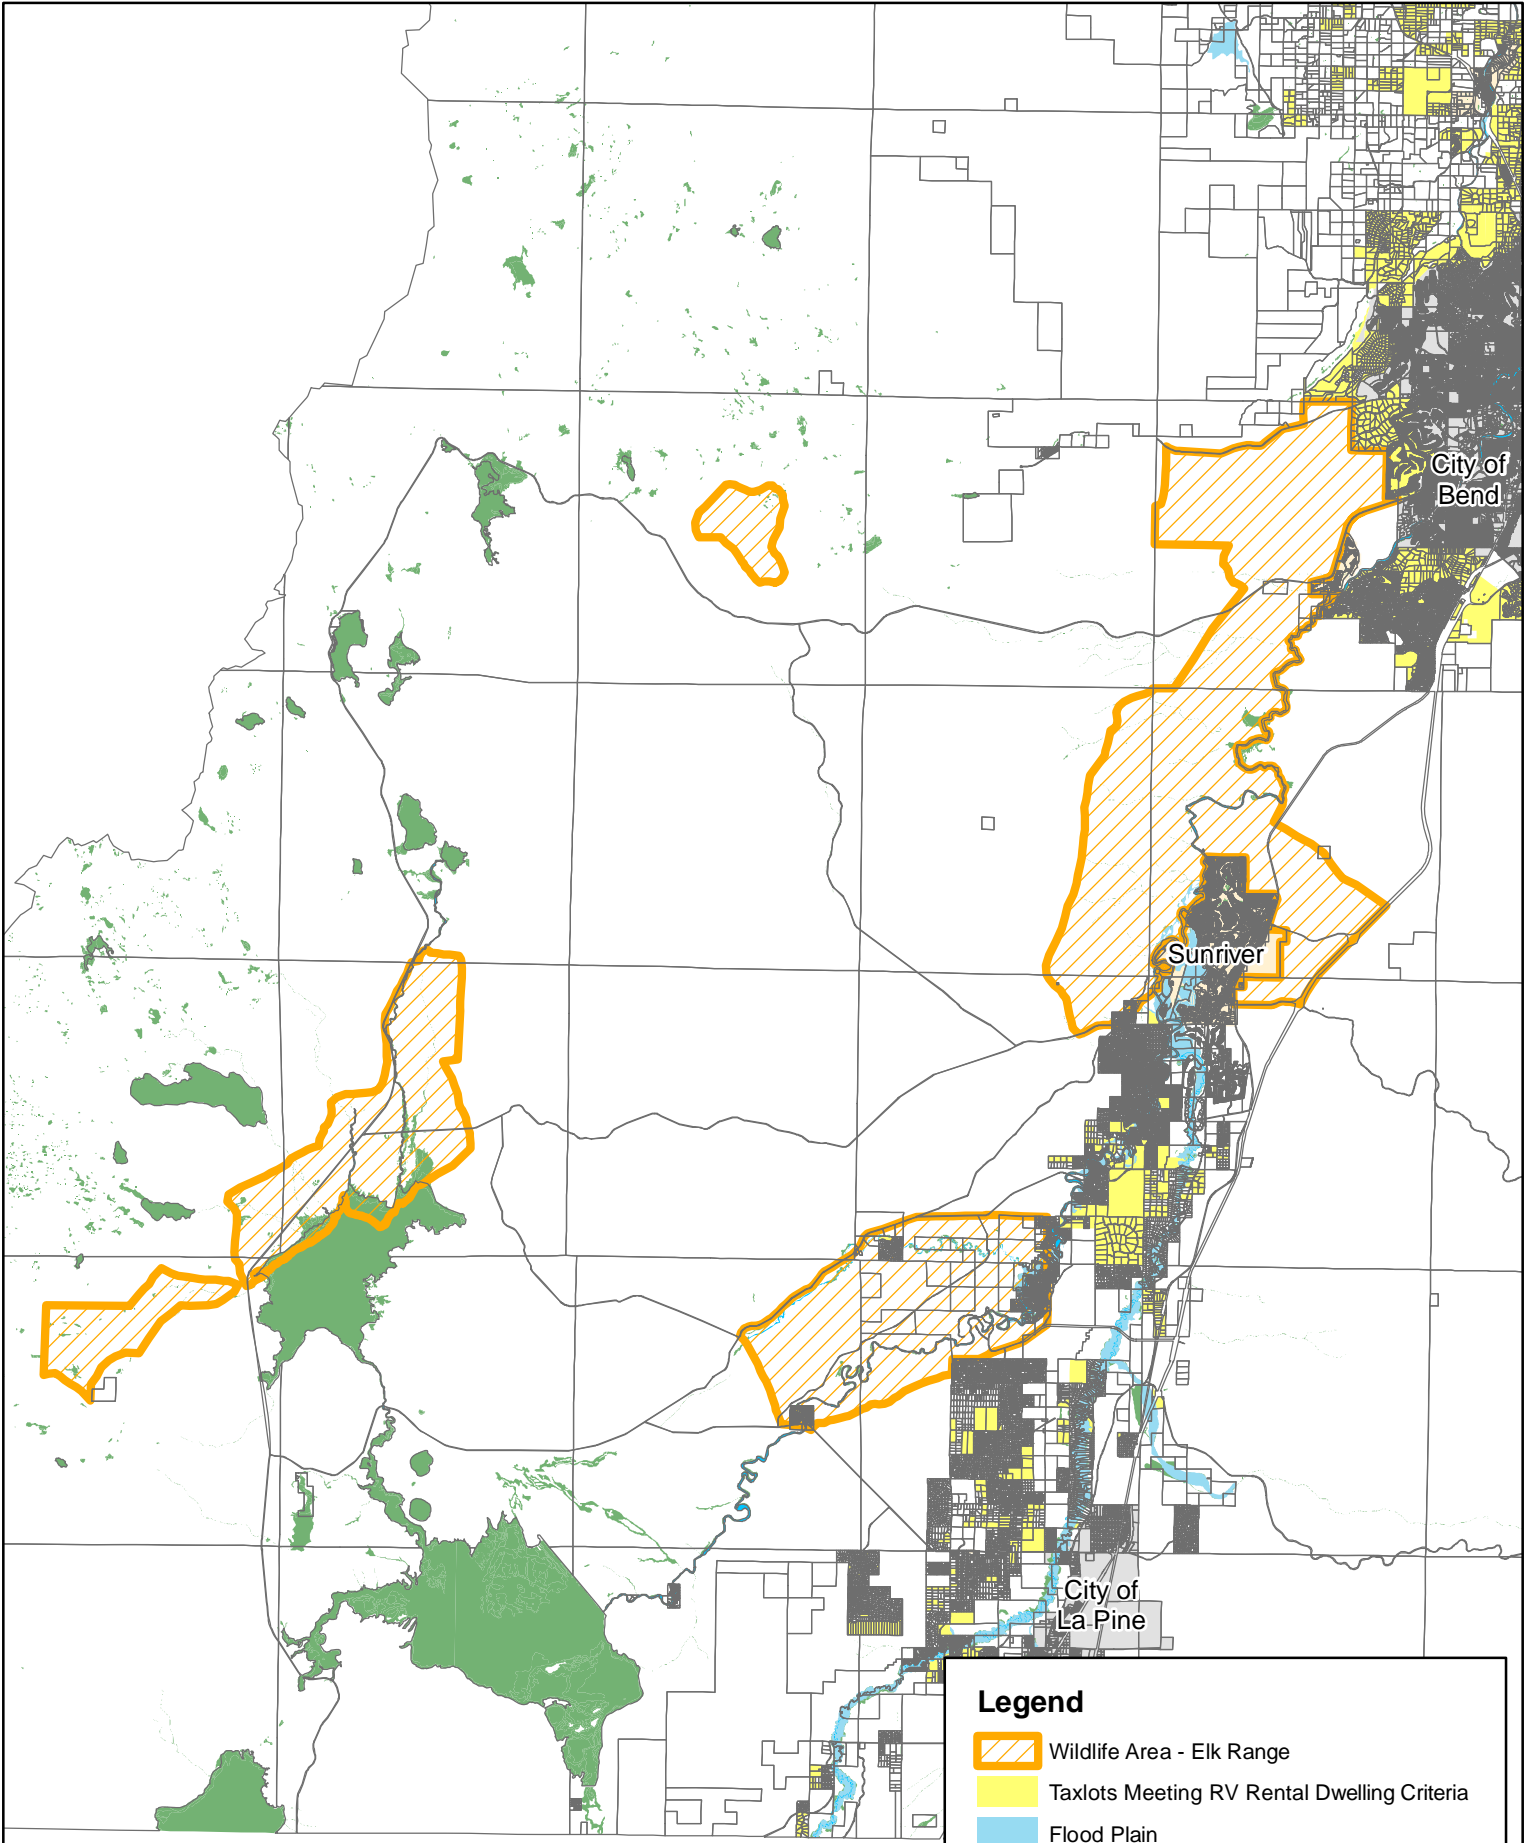 City of
Bend
Sunriver
City of
La Pine
Legend
Wildlife Area - Elk Range
Taxlots Meeting RV Rental Dwelling Criteria
Flood Plain